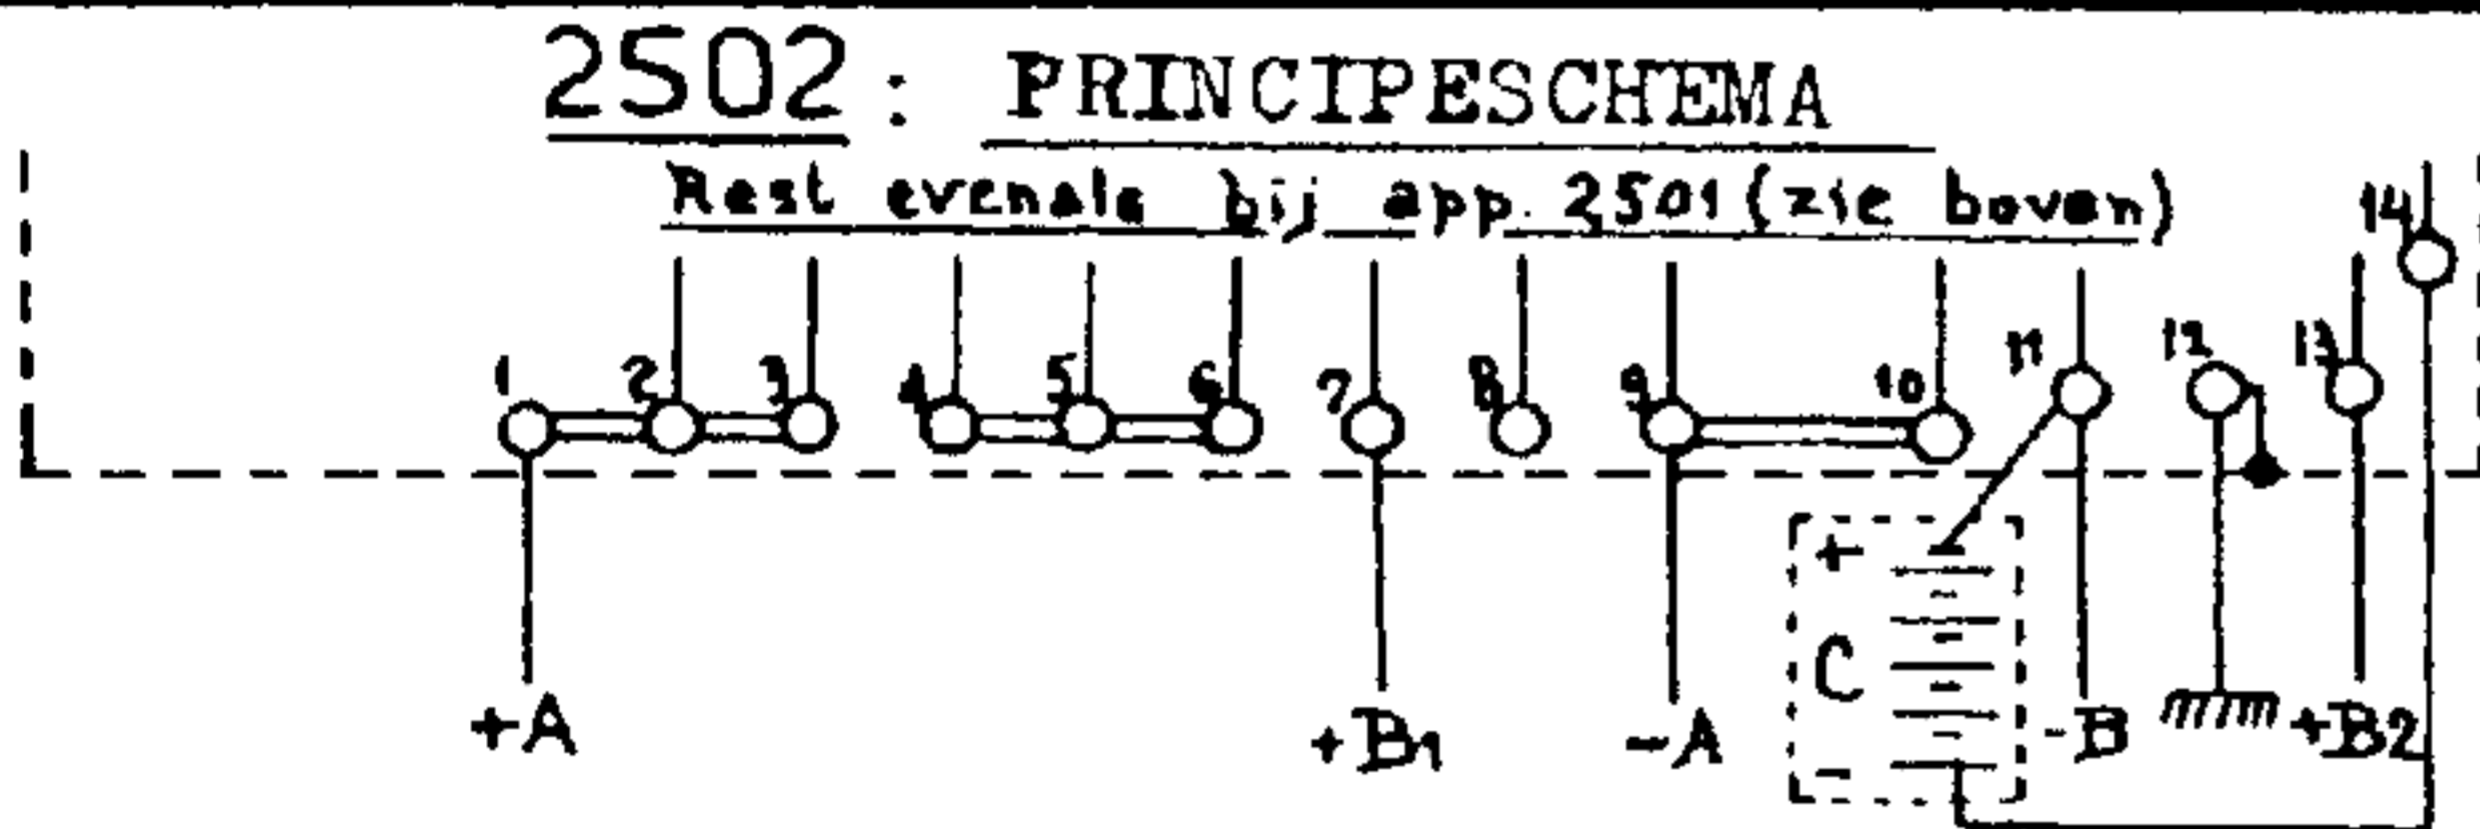 2502: PRINCIPESCHEMA
Rest evenals bij app. 2501 (zie boven)
14
1 2 3 4 5 6 7 8 9 10 11 12 13
+
C
-
+A +B1 -A -B +B2